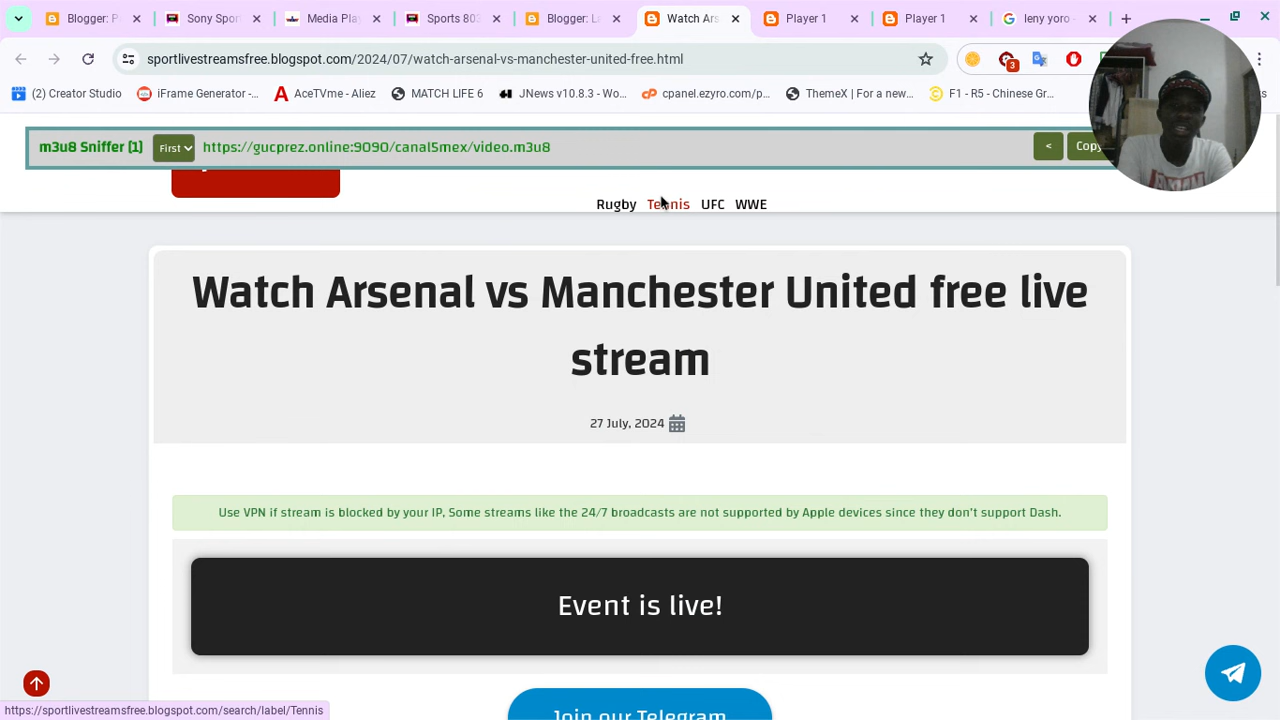 Blogger: P
Sony Spor
Media Pla
Sports 80
Blogger: L
Watch Ars
Player 1
Player 1
leny yoro
sportlivestreamsfree.blogspot.com/2024/07/watch-arsenal-vs-manchester-united-free.html
3
(2) Creator Studio
iFrame Generator -...
AceTVme - Aliez
MATCH LIFE 6
JNews v10.8.3 - Wo...
cpanel.ezyro.com/p...
ThemeX | For a new...
F1 - R5 - Chinese Gr...
m3u8 Sniffer [1]
First
https://gucprez.online:9090/canal5mex/video.m3u8
<
Copy
Rugby Tennis UFC WWE
Watch Arsenal vs Manchester United free live
stream
27 July, 2024
Use VPN if stream is blocked by your IP, Some streams like the 24/7 broadcasts are not supported by Apple devices since they don't support Dash.
Event is live!
Join our Telegram
https://sportlivestreamsfree.blogspot.com/search/label/Tennis